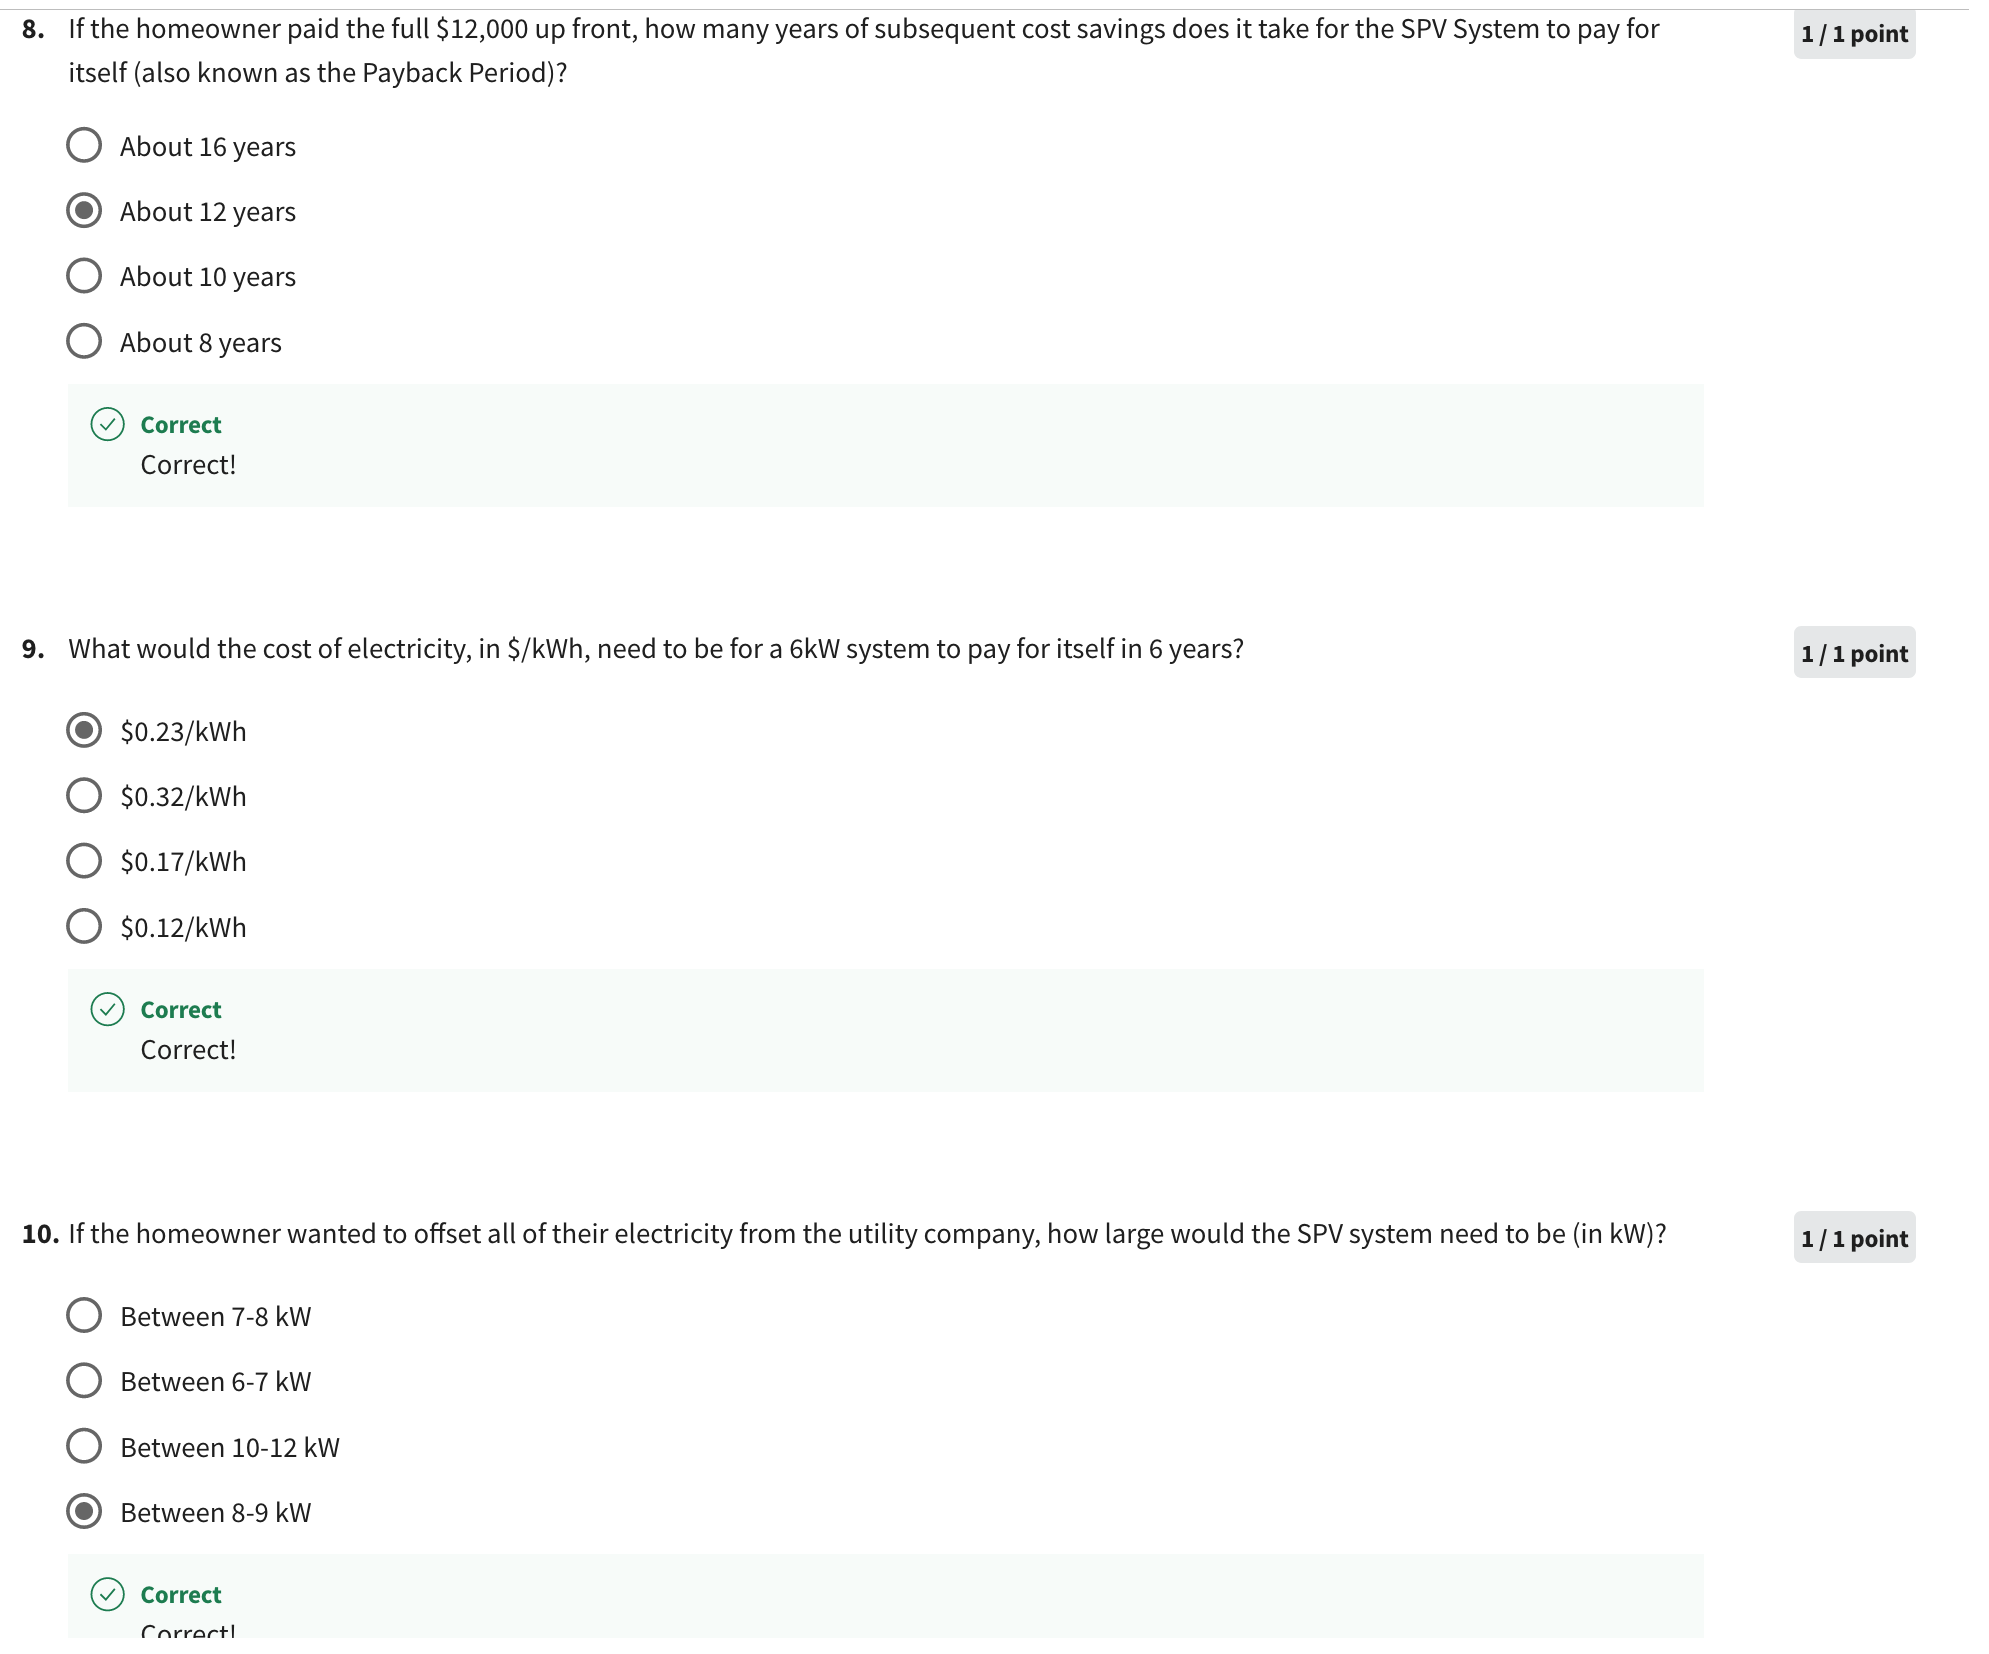 8. If the homeowner paid the full $12,000 up front, how many years of subsequent cost savings does it take for the SPV System to pay for
itself (also known as the Payback Period)?
1 / 1 point
About 16 years
About 12 years
About 10 years
About 8 years
Correct
Correct!
9. What would the cost of electricity, in $/kWh, need to be for a 6kW system to pay for itself in 6 years?
1 / 1 point
$0.23/kWh
$0.32/kWh
$0.17/kWh
$0.12/kWh
Correct
Correct!
10. If the homeowner wanted to offset all of their electricity from the utility company, how large would the SPV system need to be (in kW)?
1 / 1 point
Between 7-8 kW
Between 6-7 kW
Between 10-12 kW
Between 8-9 kW
Correct
Correct!